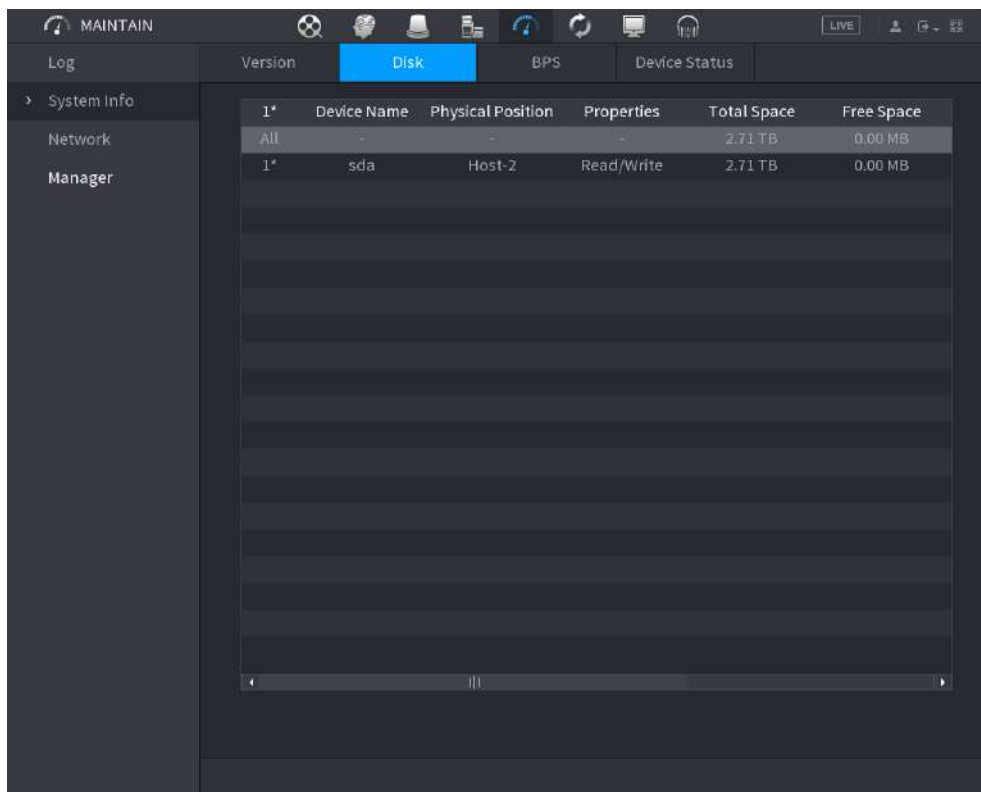 MAINTAIN LIVE
Log Version Disk BPS Device Status
> System Info
1* Device Name Physical Position Properties Total Space Free Space
Network All - - - 2.71 TB 0.00 MB
1* sda Host-2 Read/Write 2.71 TB 0.00 MB
Manager